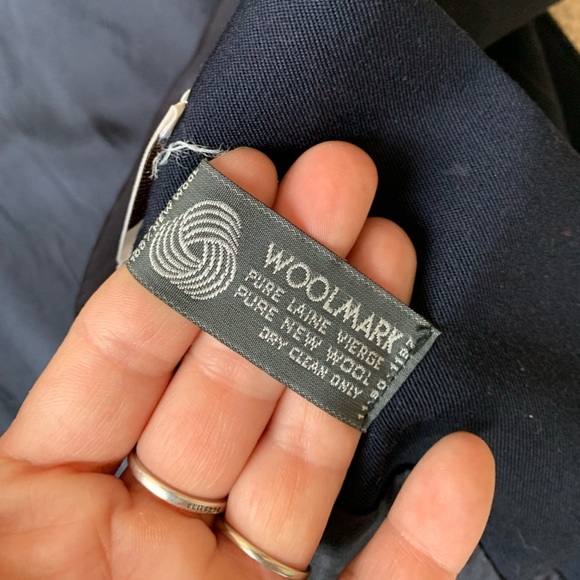 WOOLMARK
PURE LAINE VIERGE
PURE NEW WOOL
DRY CLEAN ONLY